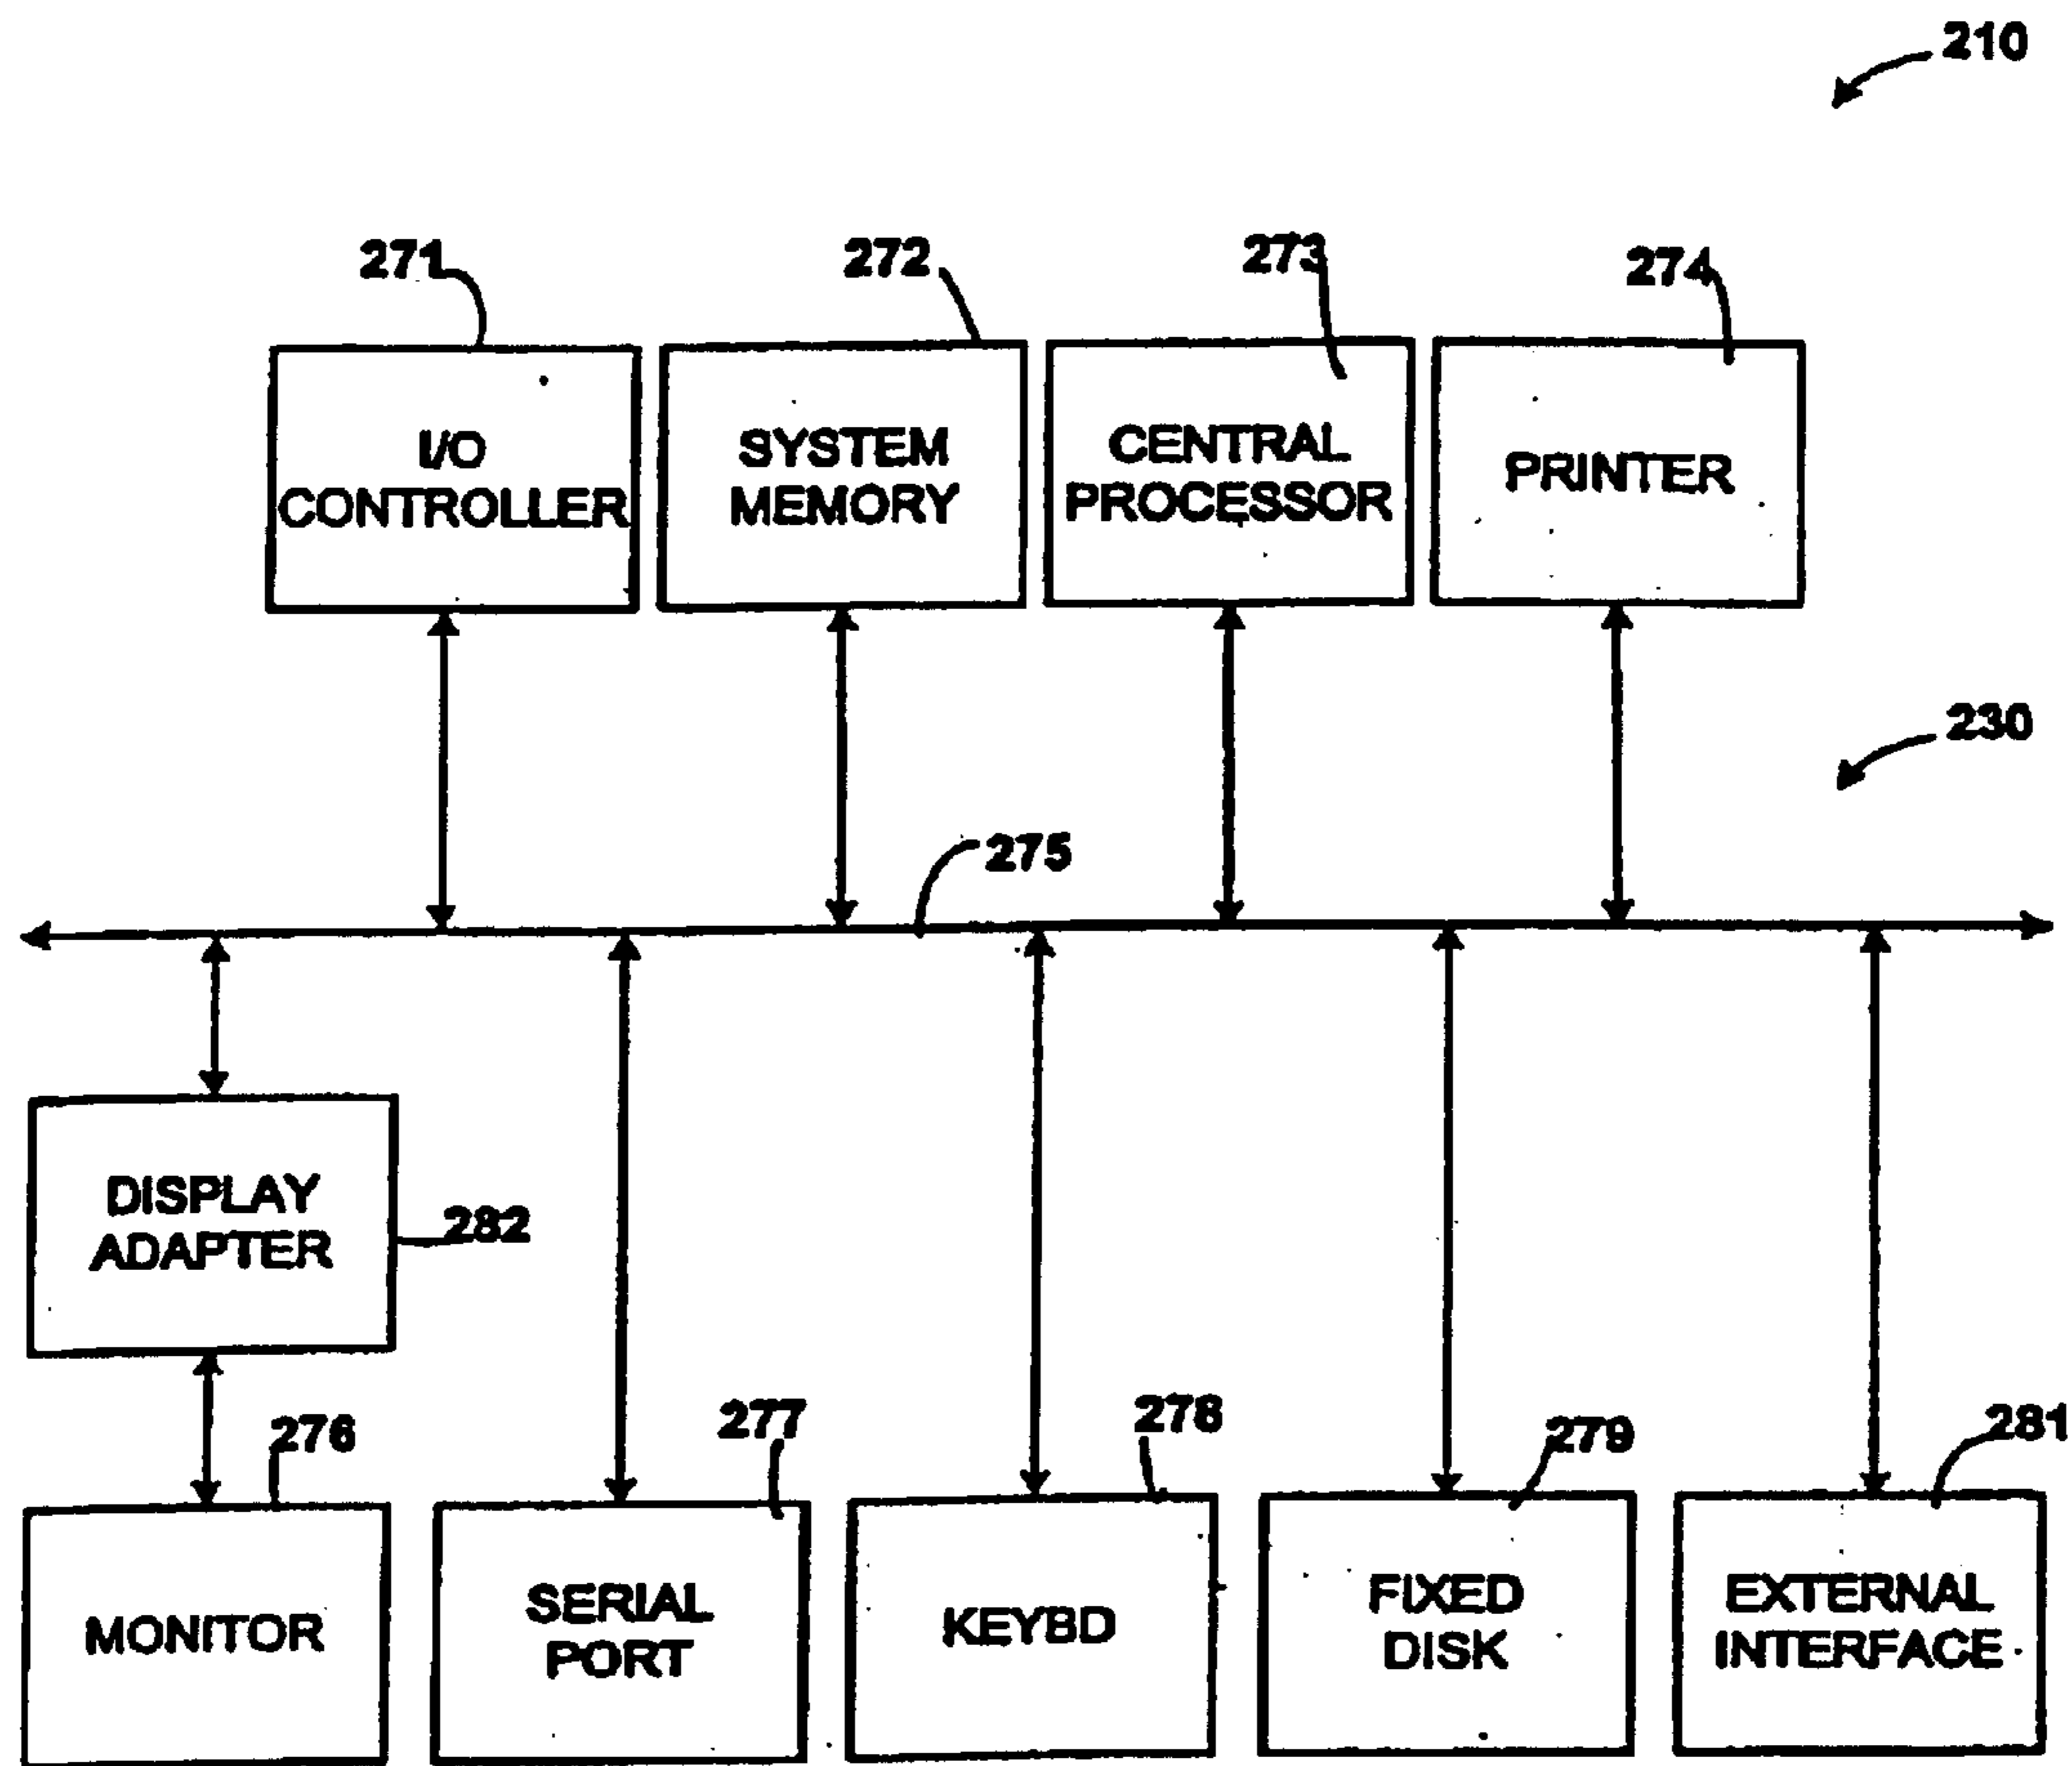 210
271
272
273
274
I/O
CONTROLLER
SYSTEM
MEMORY
CENTRAL
PROCESSOR
PRINTER
230
275
DISPLAY
ADAPTER
282
276
277
278
279
281
MONITOR
SERIAL
PORT
KEYBD
FIXED
DISK
EXTERNAL
INTERFACE